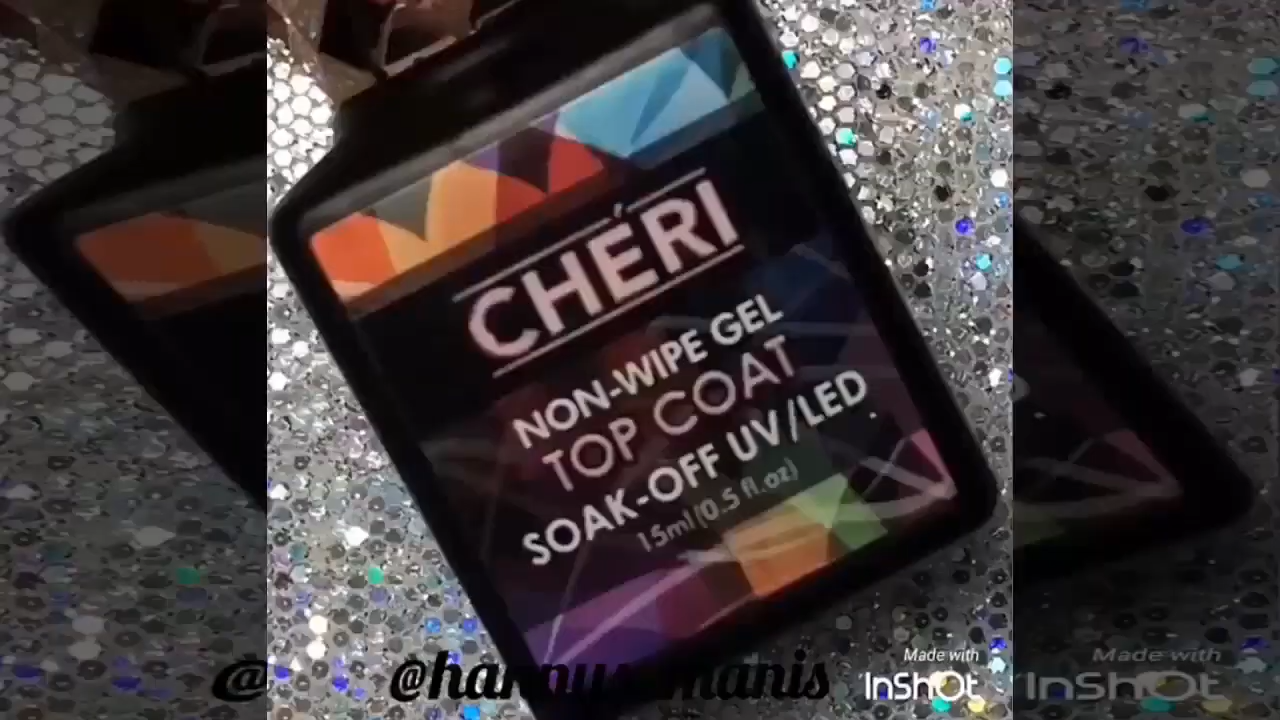 CHÉRI
NON-WIPE GEL
TOP COAT
SOAK-OFF UV/LED
15ml(0.5 fl.oz)
Made with
InShOt
Made with
InShOt